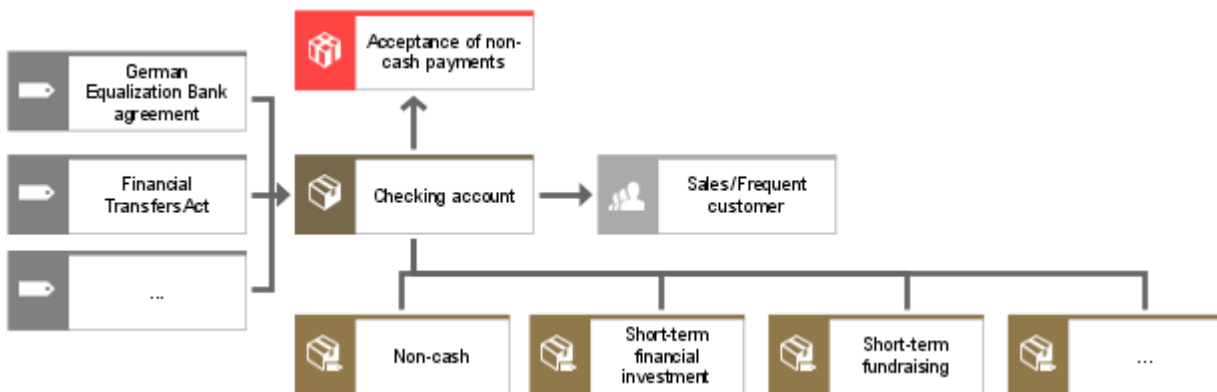 Acceptance of non-
cash payments
German
Equalization Bank
agreement
Financial
Transfers Act
Checking account
Sales/Frequent
customer
...
Non-cash
Short-term
financial
investment
Short-term
fundraising
...